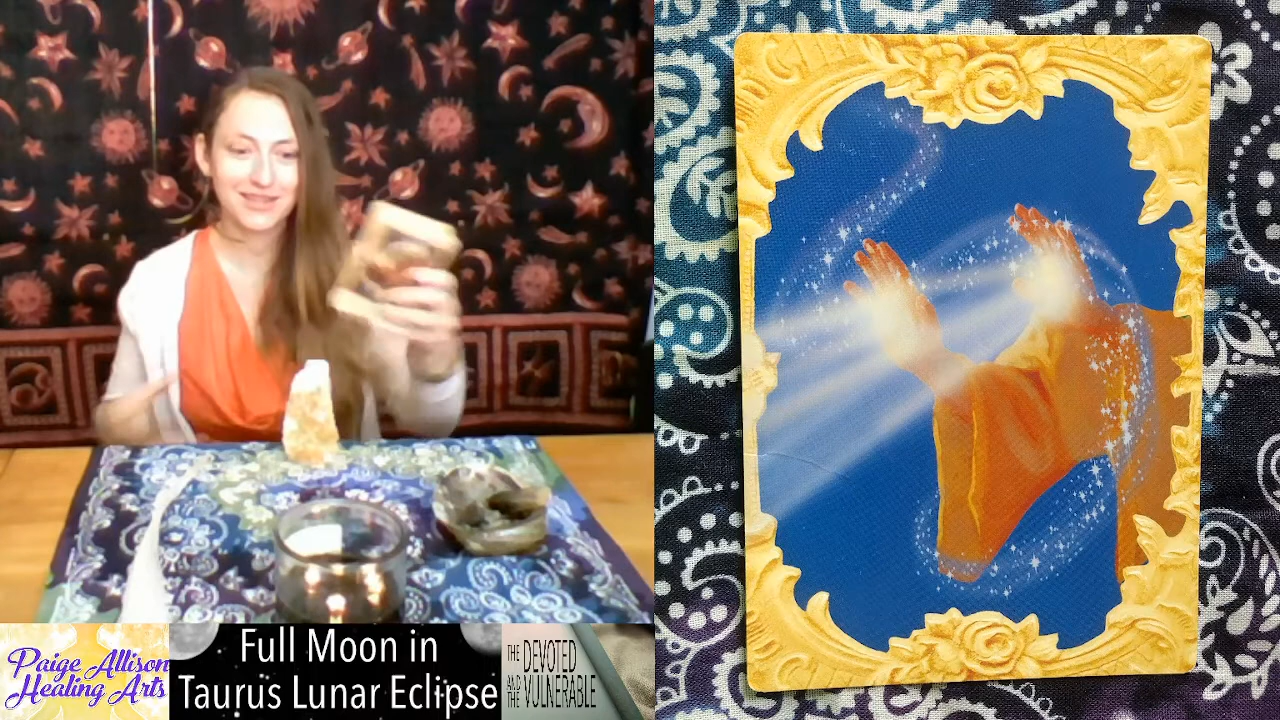 Paige Allison
Healing Arts
Full Moon in
Taurus Lunar Eclipse
THE DEVOTED
AND THE VULNERABLE